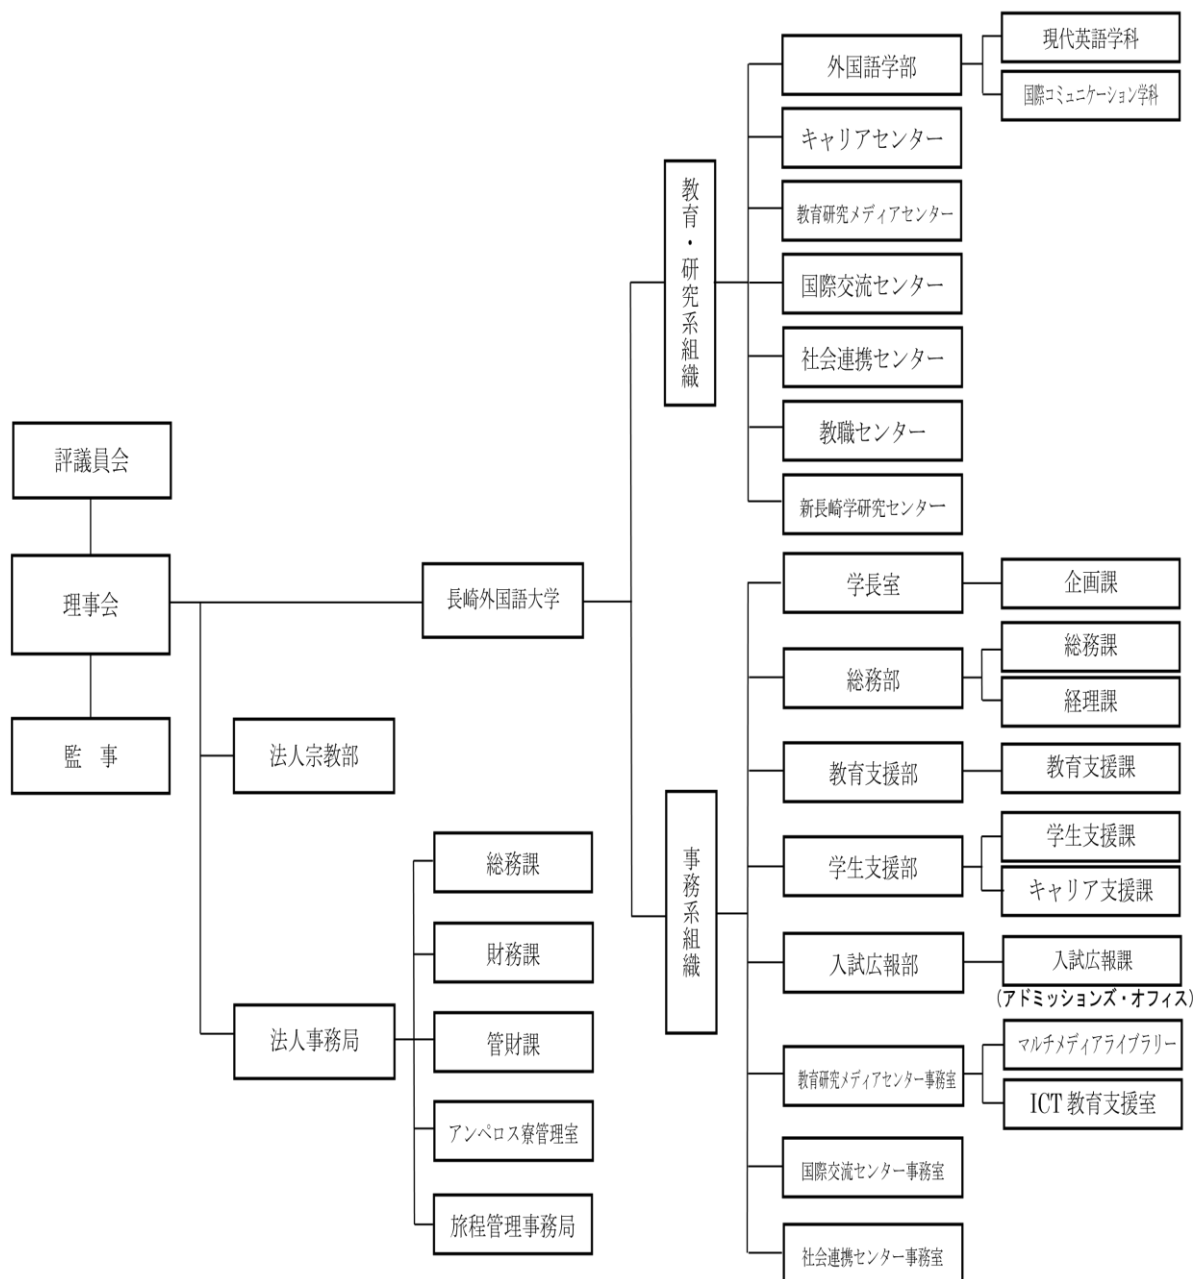 評議員会
理事会
監　事
長崎外国語大学
法人宗教部
法人事務局
総務課
財務課
管財課
アンペロス寮管理室
旅程管理事務局
教育・研究系組織
外国語学部
現代英語学科
国際コミュニケーション学科
キャリアセンター
教育研究メディアセンター
国際交流センター
社会連携センター
教職センター
新長崎学研究センター
事務系組織
学長室
企画課
総務部
総務課
経理課
教育支援部
教育支援課
学生支援部
学生支援課
キャリア支援課
入試広報部
入試広報課
(アドミッションズ・オフィス)
教育研究メディアセンター事務室
マルチメディアライブラリー
ICT 教育支援室
国際交流センター事務室
社会連携センター事務室